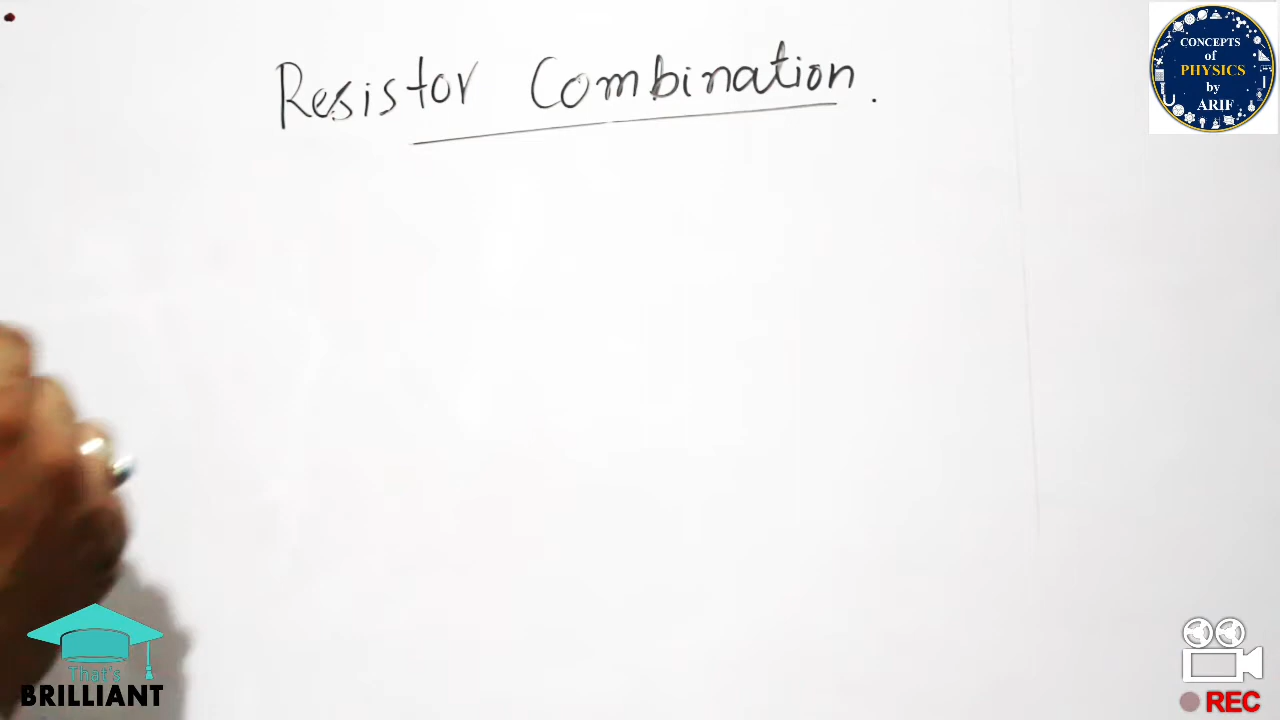 Resistor Combination.
CONCEPTS
of
PHYSICS
by
ARIF
That's
BRILLIANT
REC